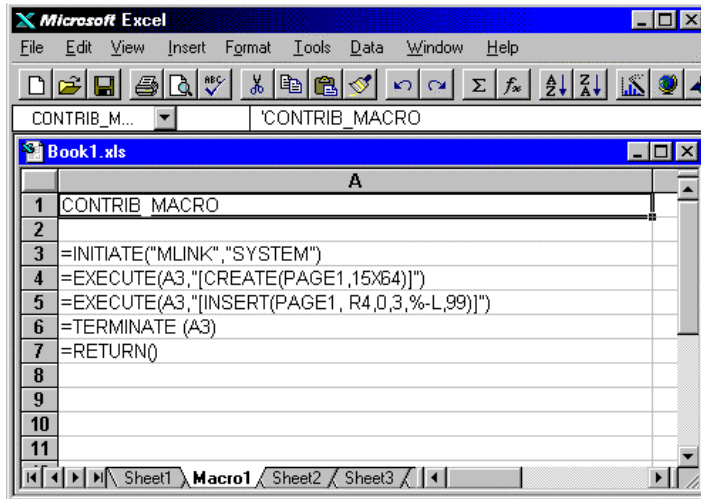 Microsoft Excel
File Edit View Insert Format Tools Data Window Help
ABC Σ fx A Z Z A
CONTRIB_M... 'CONTRIB_MACRO
Book1.xls
A
1 CONTRIB_MACRO
2
3 =INITIATE("MLINK","SYSTEM")
4 =EXECUTE(A3,"[CREATE(PAGE1,15X64)]")
5 =EXECUTE(A3,"[INSERT(PAGE1, R4,0,3,%-L,99)]")
6 =TERMINATE (A3)
7 =RETURN()
8
9
10
11
Sheet1 Macro1 Sheet2 Sheet3